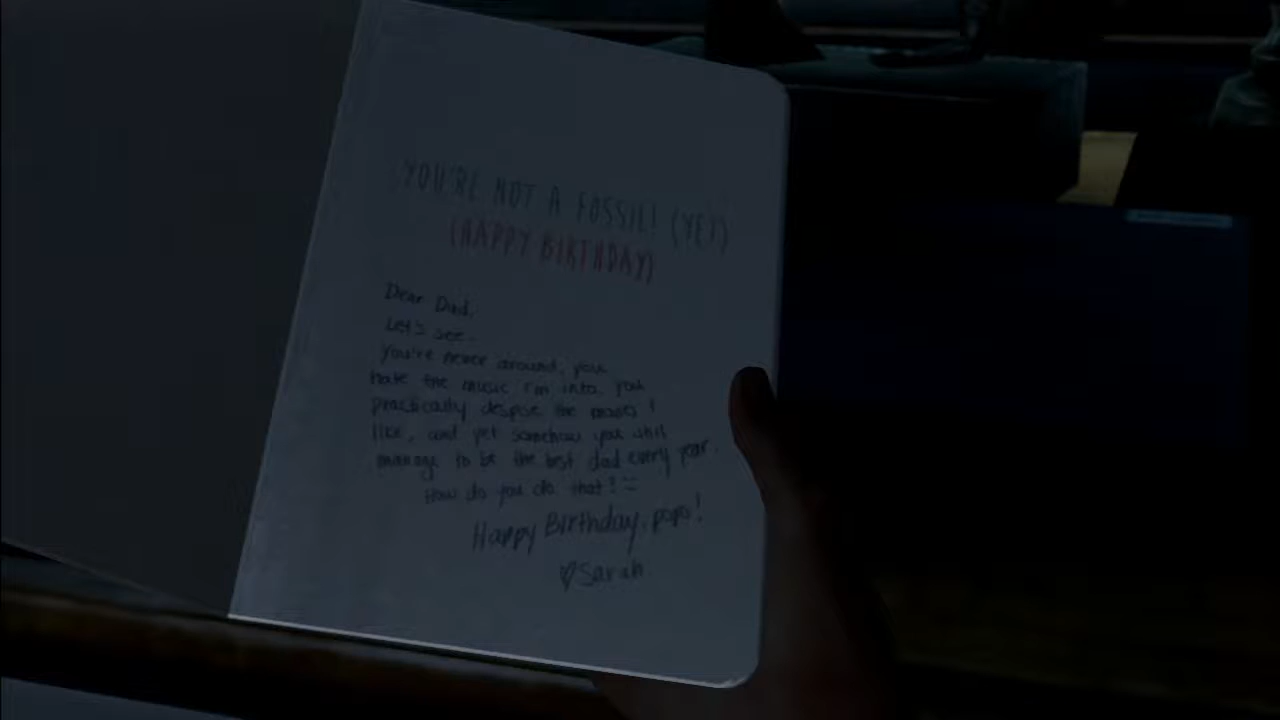 YOU'RE NOT A FOSSIL! (YET)
(HAPPY BIRTHDAY)
Dear Dad,
Let's see...
You're never around, you
hate the music I'm into, you
practically despise the movies I
like, and yet somehow you still
manage to be the best dad every year.
How do you do that?
Happy Birthday, papa!
♥Sarah